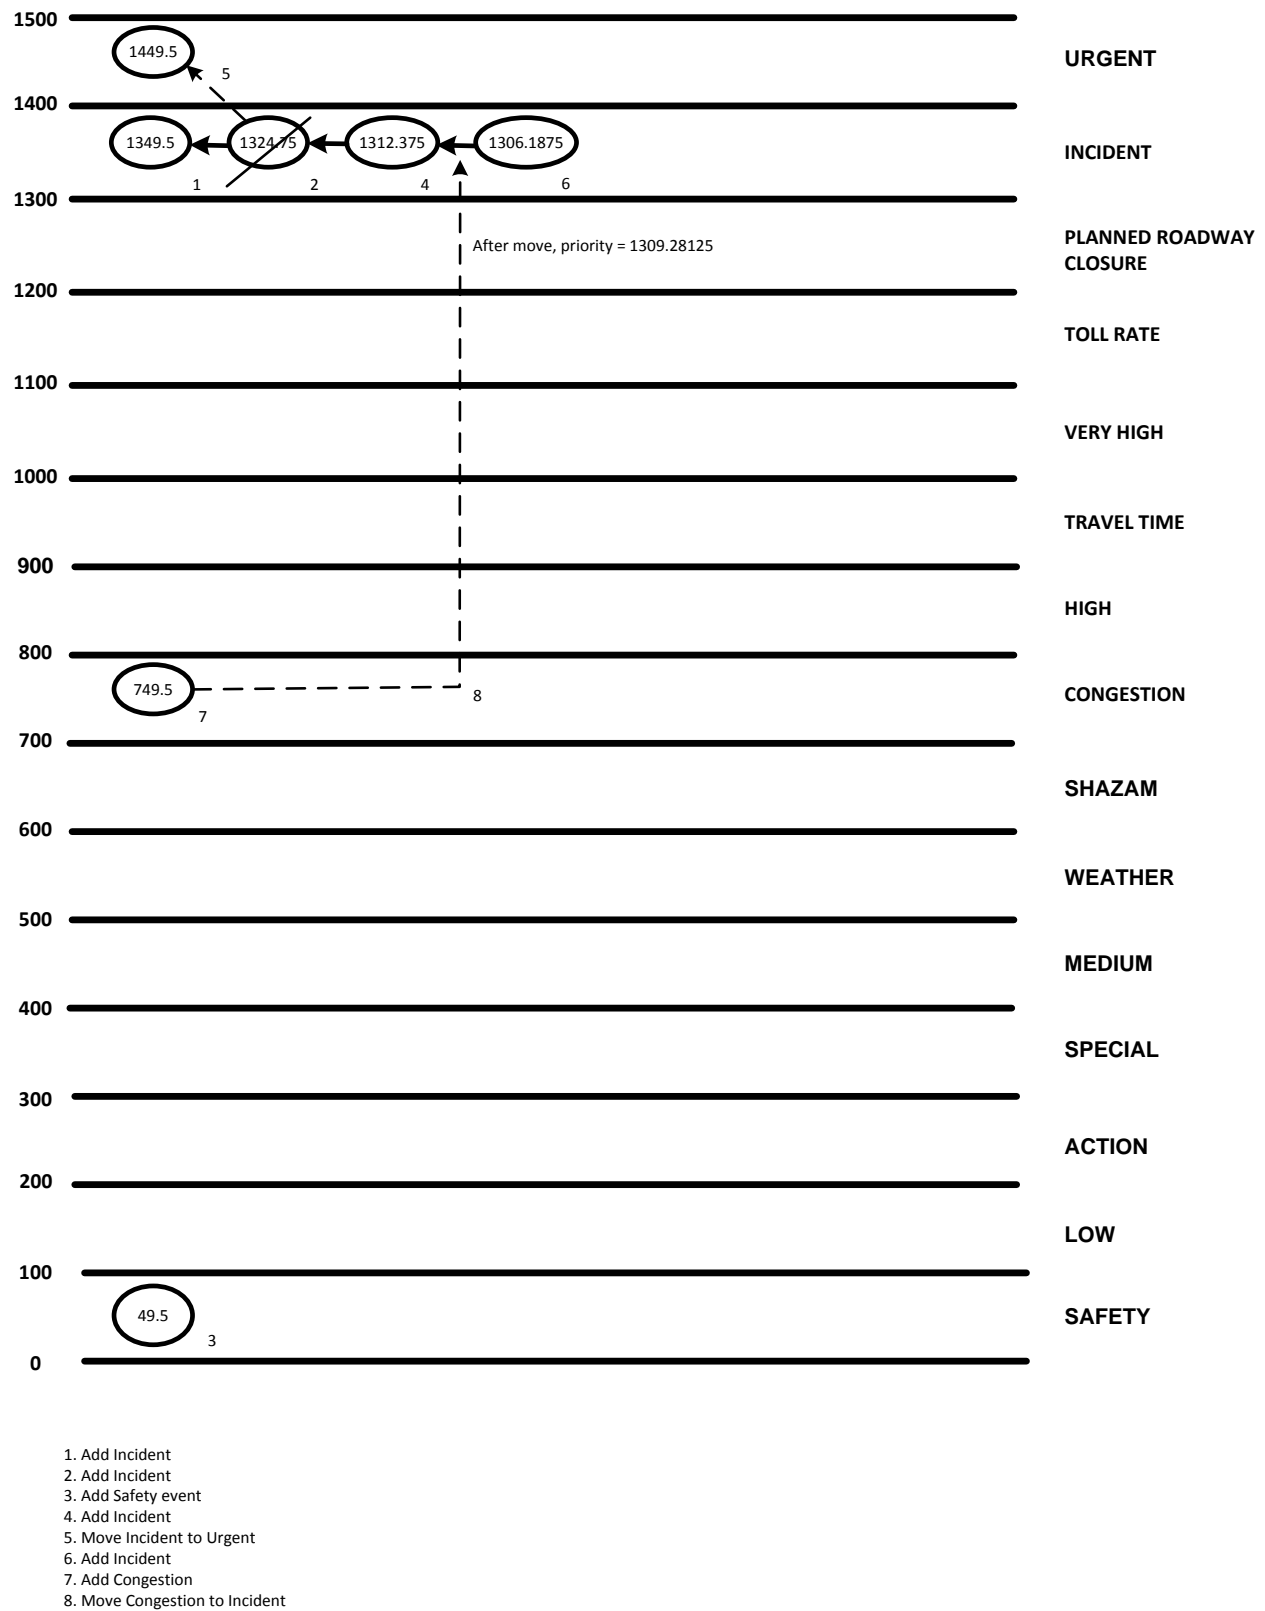 1500
1449.5
URGENT
5
1400
1349.5
1324.75
1312.375
1306.1875
INCIDENT
1
2
4
6
1300
After move, priority = 1309.28125
PLANNED ROADWAY
CLOSURE
1200
TOLL RATE
1100
VERY HIGH
1000
TRAVEL TIME
900
HIGH
800
749.5
8
CONGESTION
7
700
SHAZAM
600
WEATHER
500
MEDIUM
400
SPECIAL
300
ACTION
200
LOW
100
49.5
SAFETY
3
0
1. Add Incident
2. Add Incident
3. Add Safety event
4. Add Incident
5. Move Incident to Urgent
6. Add Incident
7. Add Congestion
8. Move Congestion to Incident